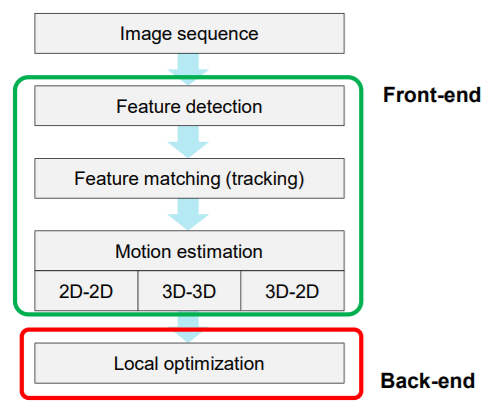 Image sequence
Feature detection
Front-end
Feature matching (tracking)
Motion estimation
2D-2D
3D-3D
3D-2D
Local optimization
Back-end